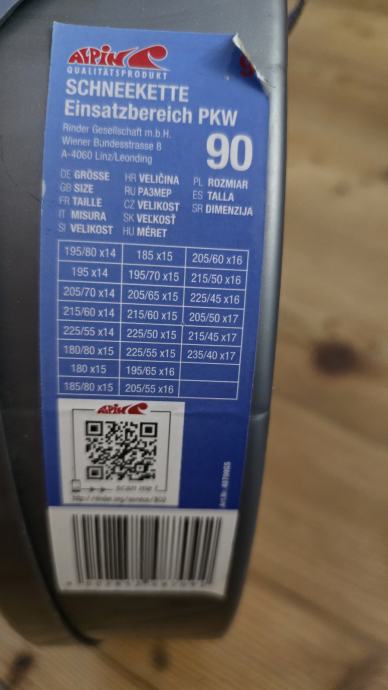 ALPIN
QUALITÄTSPRODUKT
SCHNEEKETTE
Einsatzbereich PKW
Rinder Gesellschaft m.b.H.
Wiener Bundesstrasse 8
A-4060 Linz/Leonding
90
DE GRÖSSE HR VELIČINA PL ROZMIAR
GB SIZE RU РАЗМЕР ES TALLA
FR TAILLE CZ VELIKOST SR DIMENZIJA
IT MISURA SK VEĽKOSŤ
SI VELIKOST HU MÉRET
195/80 x14 185 x15 205/60 x16
195 x14 195/70 x15 215/50 x16
205/70 x14 205/65 x15 225/45 x16
215/60 x14 215/60 x15 205/50 x17
225/55 x14 225/50 x15 215/45 x17
180/80 x15 225/55 x15 235/40 x17
180 x15 195/65 x16
185/80 x15 205/55 x16
ALPIN
scan me !